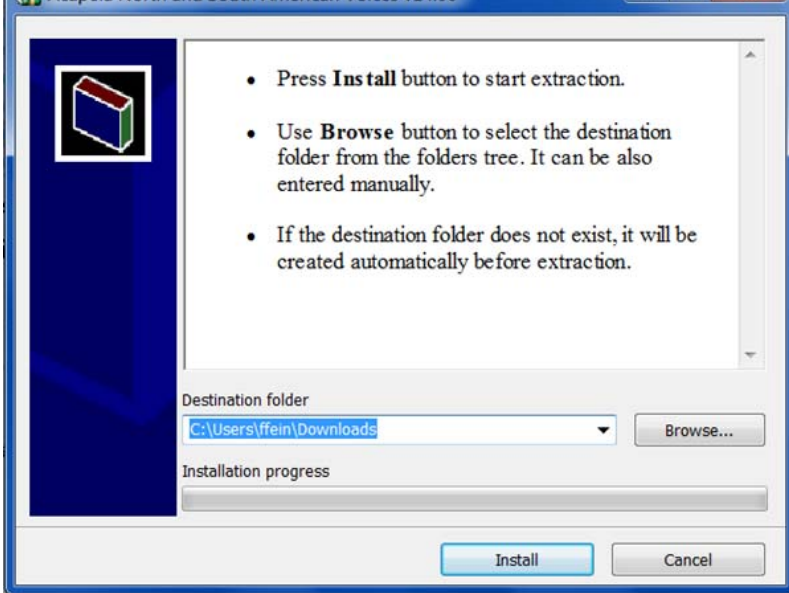 • Press Install button to start extraction.
• Use Browse button to select the destination
folder from the folders tree. It can be also
entered manually.
• If the destination folder does not exist, it will be
created automatically before extraction.
Destination folder
C:\Users\ffein\Downloads
Browse...
Installation progress
Install
Cancel